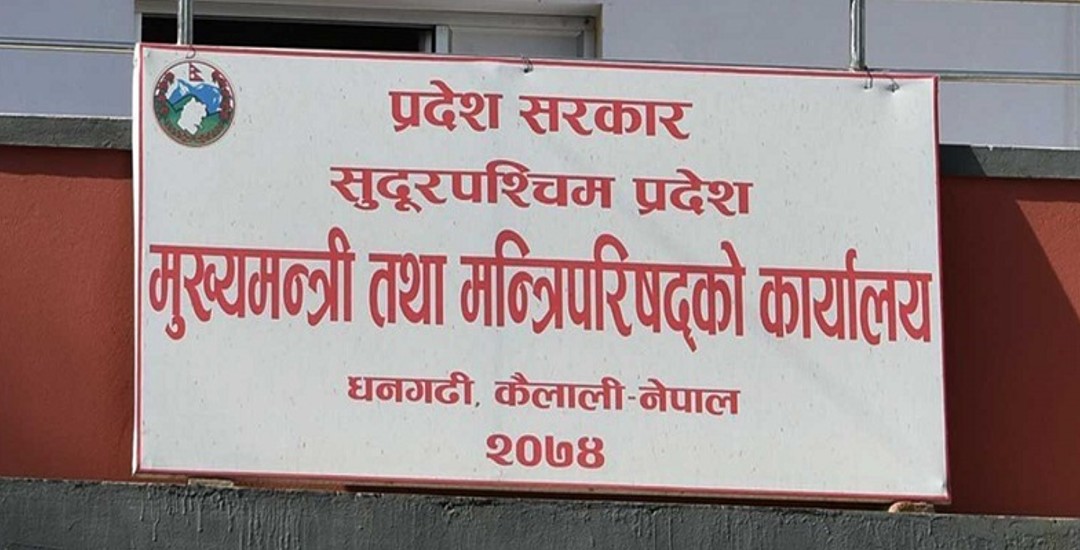 प्रदेश सरकार
सुदूरपश्चिम प्रदेश
मुख्यमन्त्री तथा मन्त्रिपरिषद्को कार्यालय
धनगढी, कैलाली-नेपाल
२०७४